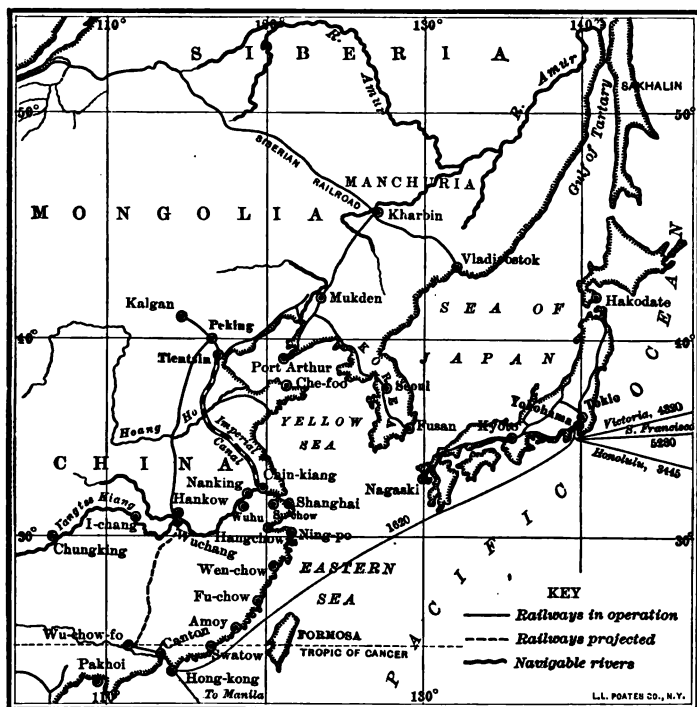 110° 120° 130° 140°
SIBERIA
R. Amur
R. Amur
SAKHALIN
50° 50°
Gulf of Tartary
SIBERIAN RAILROAD
MANCHURIA
MONGOLIA
Kharbin
Vladivostok
Mukden
SEA OF JAPAN
Hakodate
Kalgan
Peking
40° 40°
Tientsin
Port Arthur
Che-foo
KOREA
Seoul
Fusan
YELLOW SEA
Hoang Ho
Imperial Canal
Yokohama
Tokio
Kyoto
Victoria, 4320
S. Francisco 5280
Honolulu, 3445
PACIFIC OCEAN
CHINA
Chin-kiang
Nanking
Hankow
Nagaski
Yangtse Kiang
I-chang
Wuhu
Su-chow
Shanghai
1620
30° 30°
Chungking
Wuchang
Hangchow
Ning-po
Wen-chow
EASTERN SEA
Fu-chow
Amoy
Wu-chow-fo
Canton
Swatow
FORMOSA
TROPIC OF CANCER
Pakhoi
Hong-kong
To Manila
110° 130°
KEY
Railways in operation
Railways projected
Navigable rivers
L.L. POATES CO., N.Y.